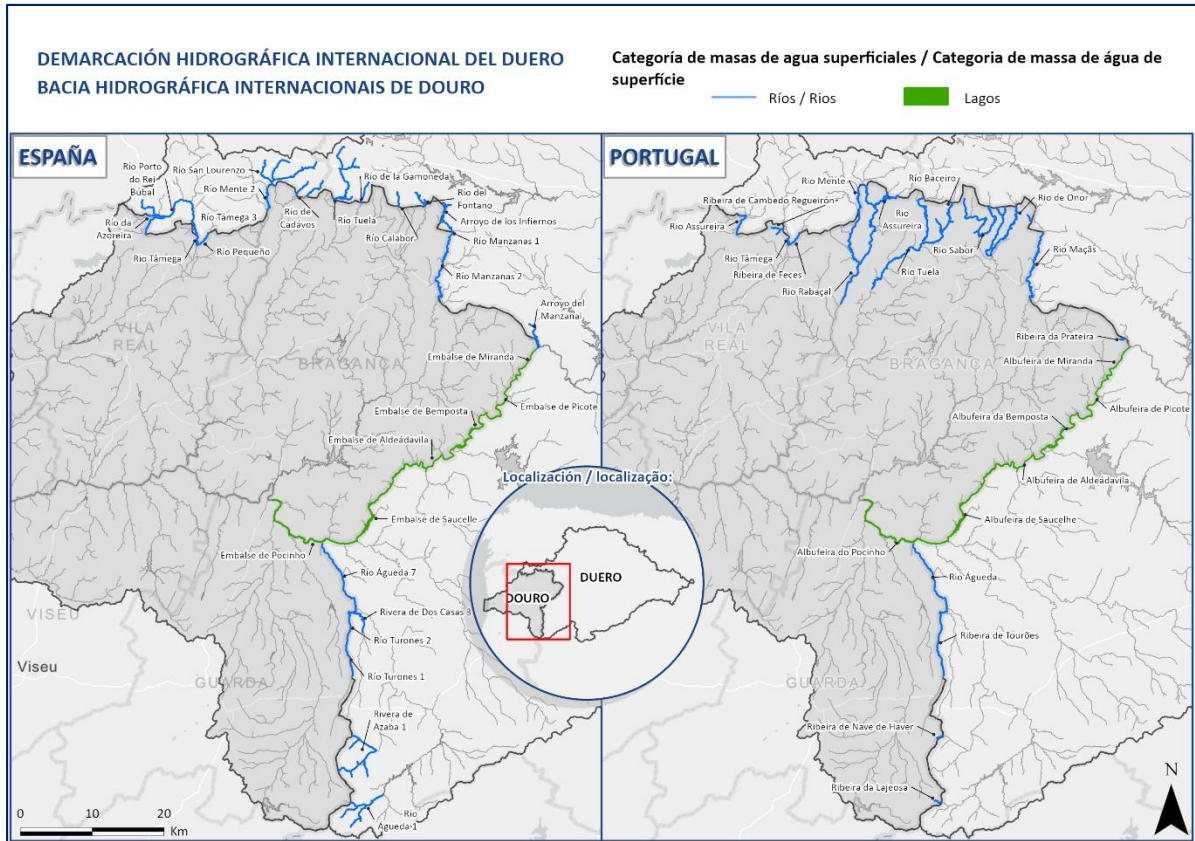 DEMARCACIÓN HIDROGRÁFICA INTERNACIONAL DEL DUERO
BACIA HIDROGRÁFICA INTERNACIONAIS DE DOURO
Categoría de masas de agua superficiales / Categoria de massa de água de
superfície
Ríos / Rios
Lagos
ESPAÑA
Río Porto
do Rei
Búbal
Río San Lourenzo
Río Mente 2
Río de la Gamoneda
Río del
Fontano
Río da
Azoreira
Río Támega 3
Río de
Cadávos
Río Tuela
Arroyo de los Infiernos
Río Tâmega
Río Pequeño
Río Calabor
Río Manzanas 1
Río Manzanas 2
Arroyo del
Manzanal
VILA
REAL
BRAGANÇA
Embalse de Miranda
Embalse de Picote
Embalse de Bemposta
Embalse de Aldeádavila
Embalse de Saucelle
Embalse de Pocinho
Río Águeda 7
Rivera de Dos Casas 3
VISEU
Río Turones 2
Viseu
Río Turones 1
GUARDA
Rivera de
Azaba 1
Río
Águeda 1
0 10 20
Km
Localización / localização:
DUERO
DOURO
PORTUGAL
Rio Mente
Rio Baceiro
Ribeira de Cambedo Regueirón
Rio de Onor
Rio Assureira
Rio
Assureira
Rio Sabor
Rio Maçãs
Rio Tâmega
Ribeira de Feces
Rio Tuela
Rio Rabaçal
VILA
REAL
BRAGANÇA
Ribeira da Prateira
Albufeira de Miranda
Albufeira de Picote
Albufeira da Bemposta
Albufeira de Aldeádavila
Albufeira de Saucelhe
Albufeira do Pocinho
Rio Águeda
VISEU
Ribeira de Tourões
GUARDA
Ribeira de Nave de Haver
Ribeira da Lajeosa
N